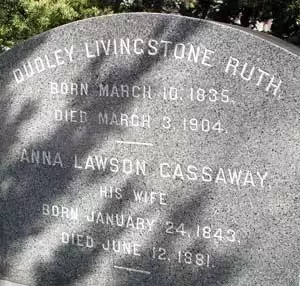 DUDLEY LIVINGSTONE RUTH.
BORN MARCH 10, 1835.
DIED MARCH 3, 1904.
ANNA LAWSON CASSAWAY.
HIS WIFE
BORN JANUARY 24, 1843.
DIED JUNE 12, 1881.